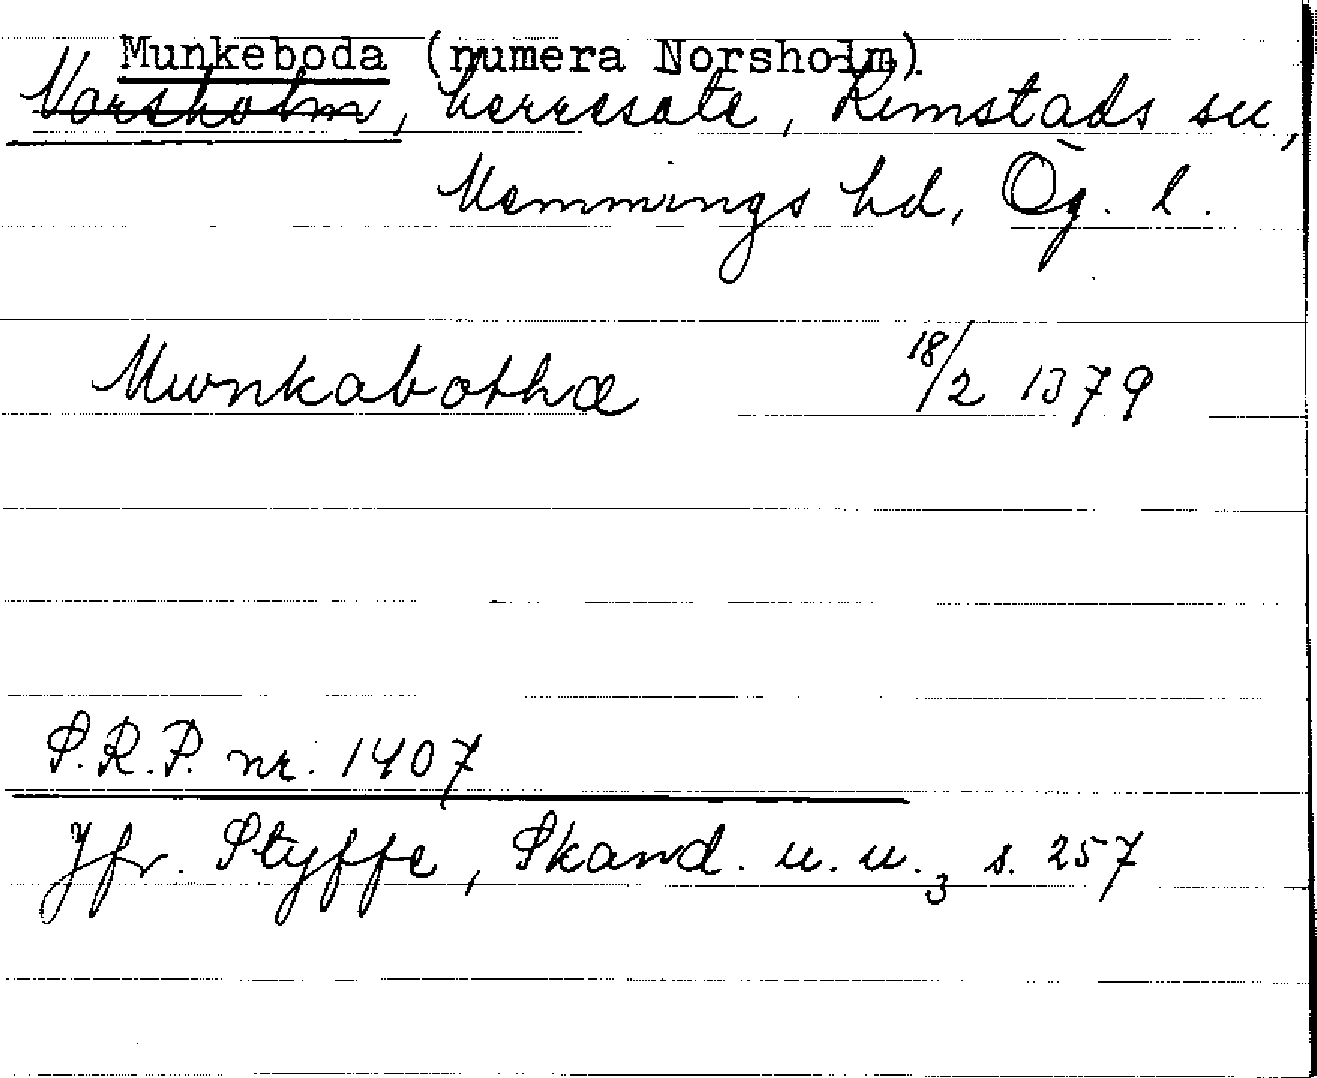 Munkeboda (numera Norsholm).
Norsholm, herresäte, Kimstads sn,
Memmings hd, Ög. l.
Munkabothæ 18/2 1379
S.R.P. nr. 1407
Jfr. Styffe, Skand. u. u.3 s. 257